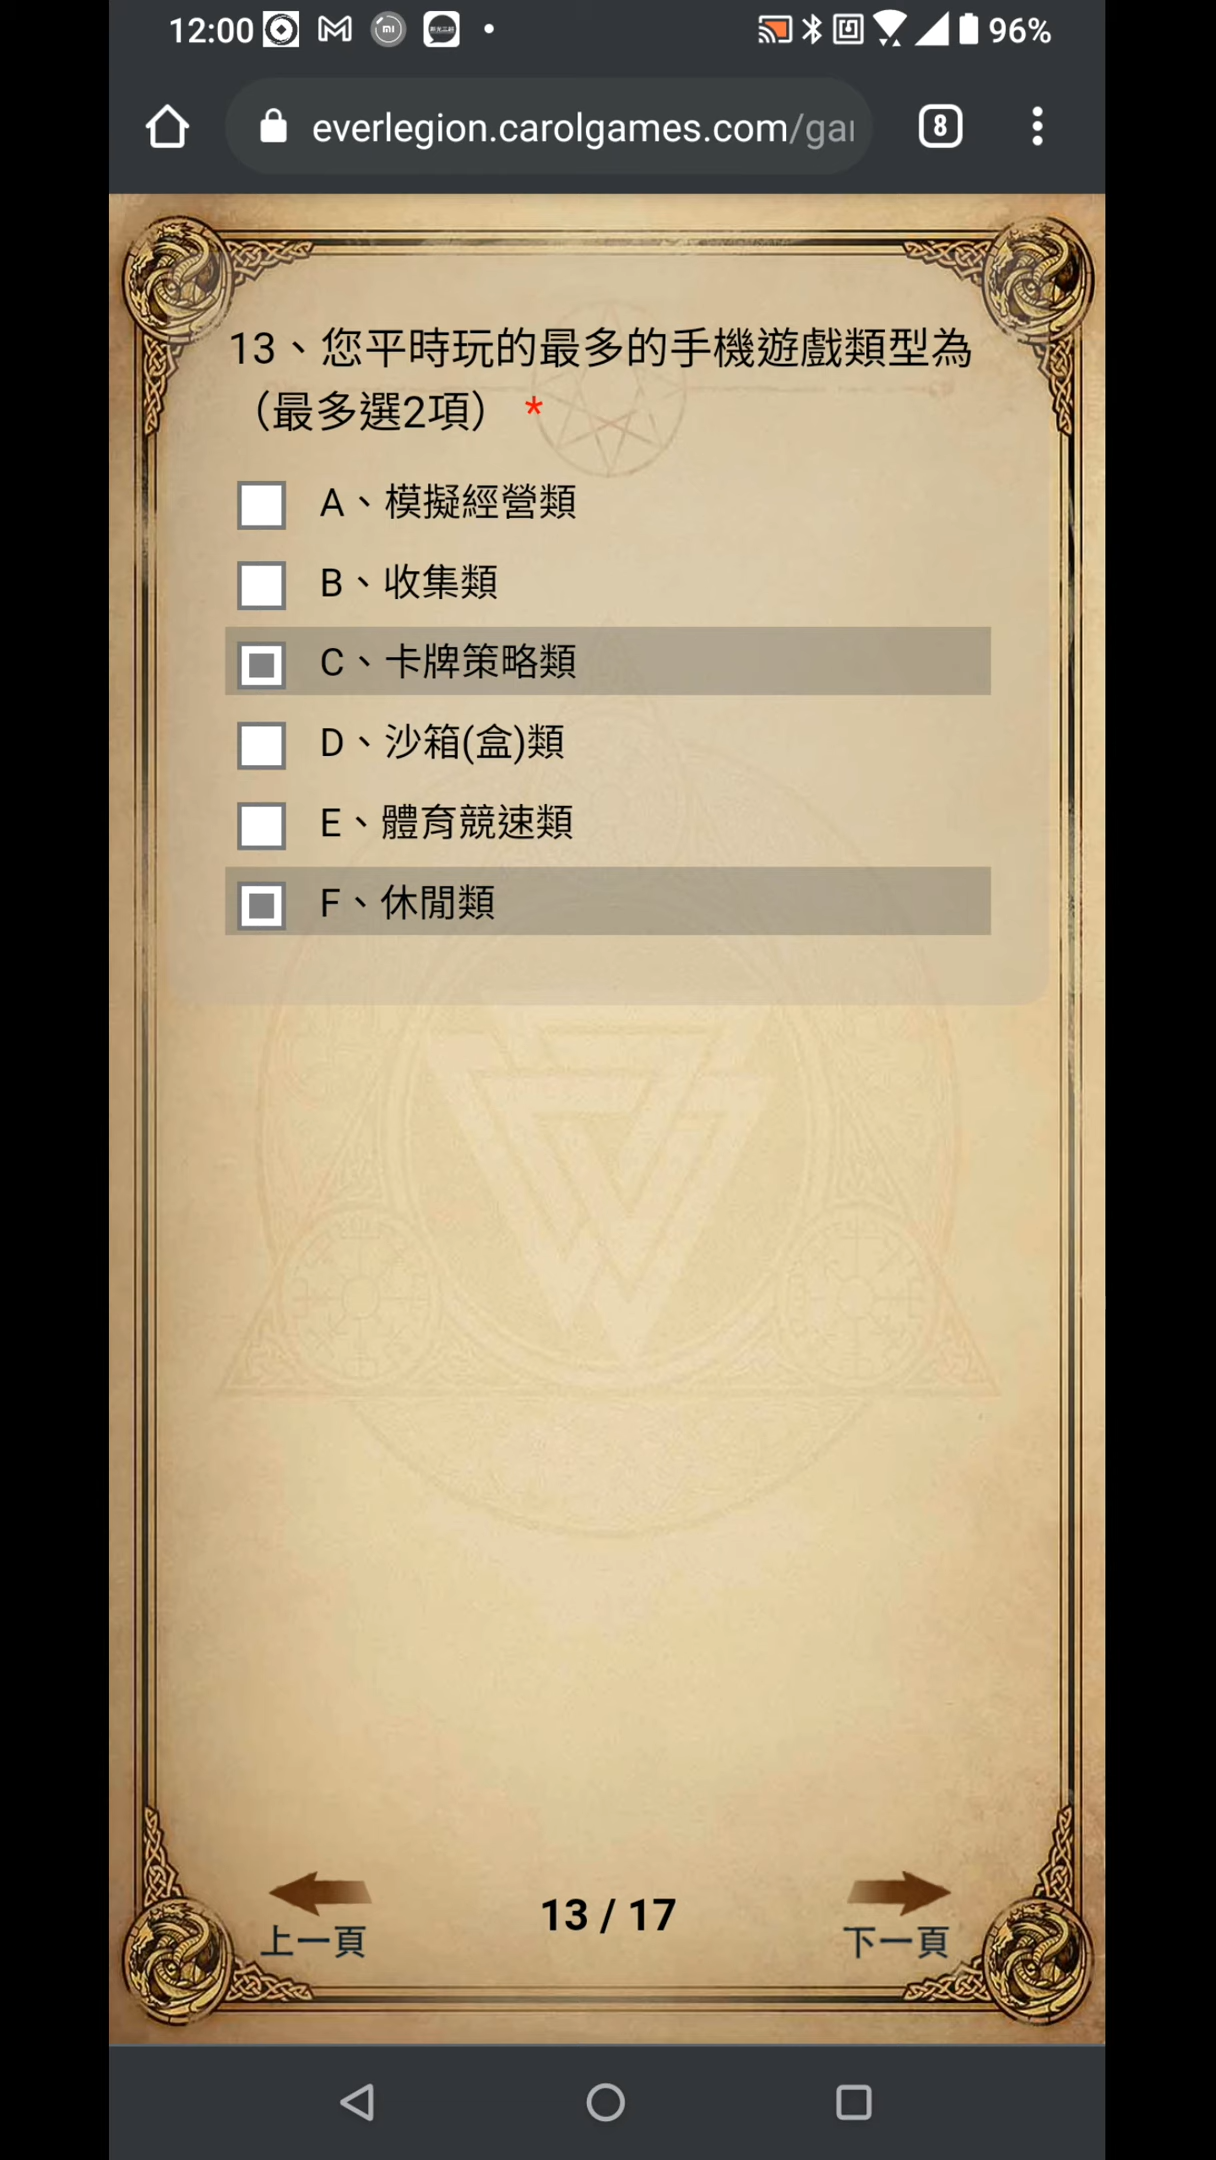 12:00
96%
everlegion.carolgames.com/gar
8
13、您平時玩的最多的手機遊戲類型為
（最多選2項） *
A、模擬經營類
B、收集類
C、卡牌策略類
D、沙箱(盒)類
E、體育競速類
F、休閒類
上一頁
13 / 17
下一頁